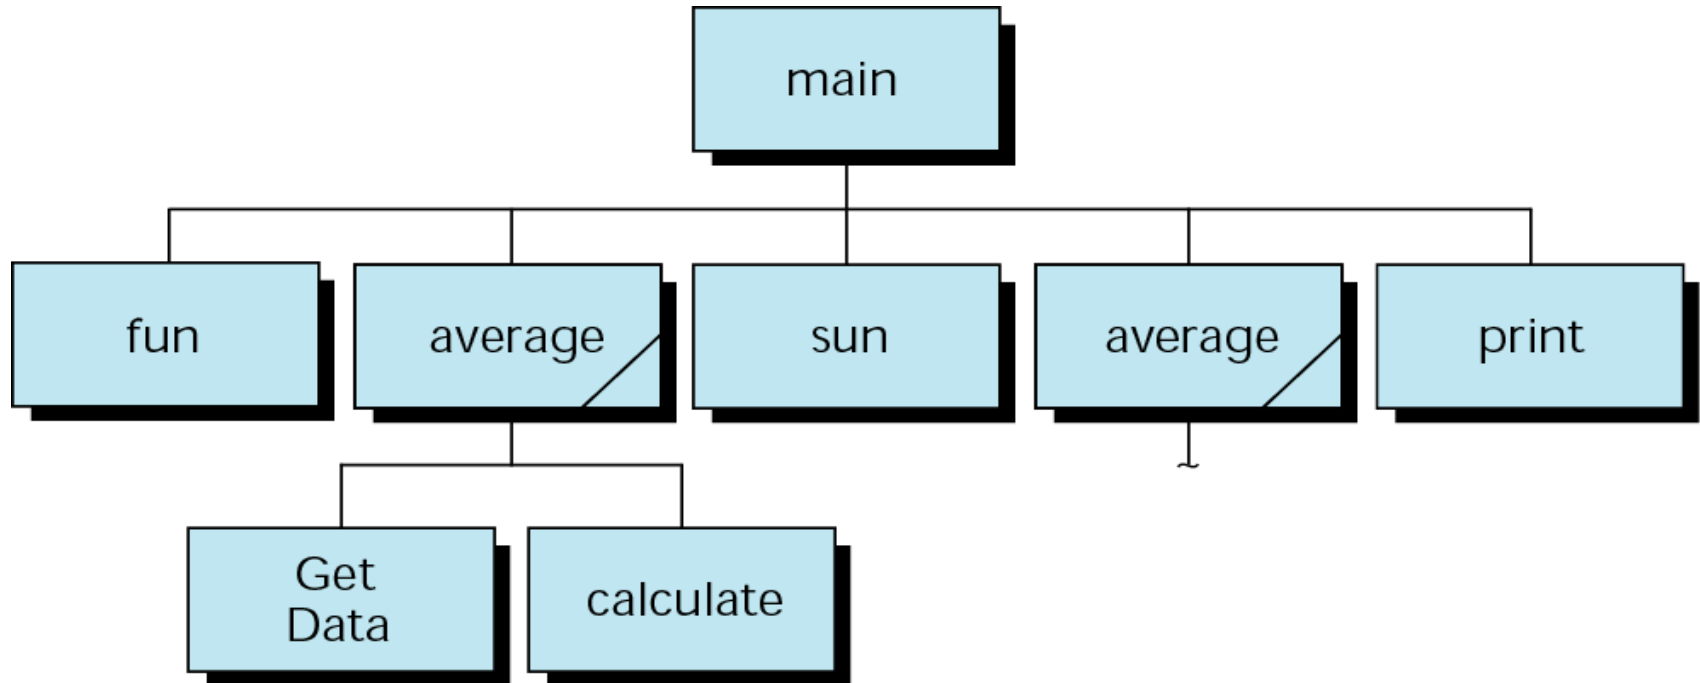 main
fun
average
sun
average
print
Get
Data
calculate